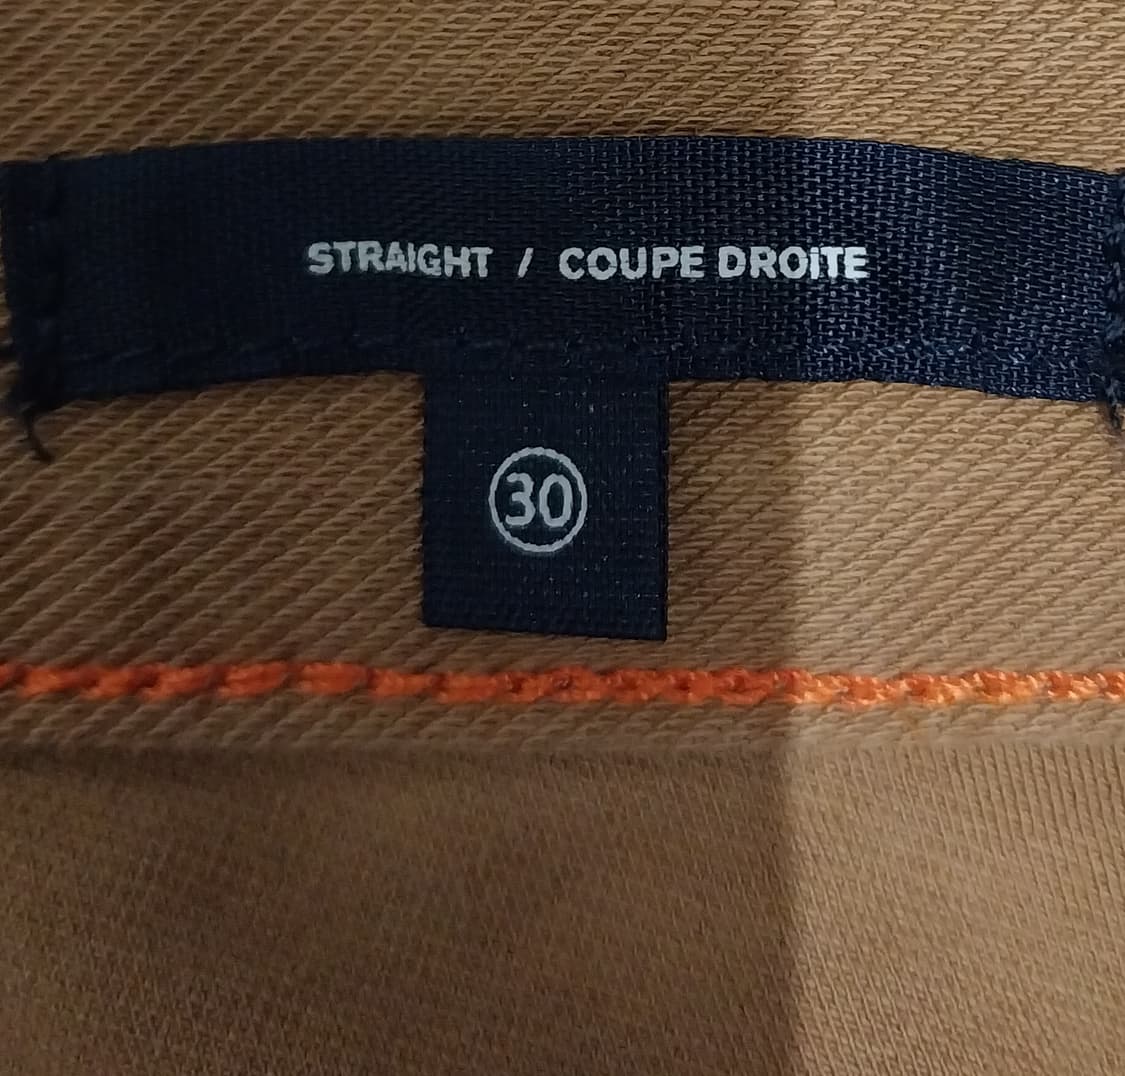 STRAIGHT / COUPE DROiTE
30